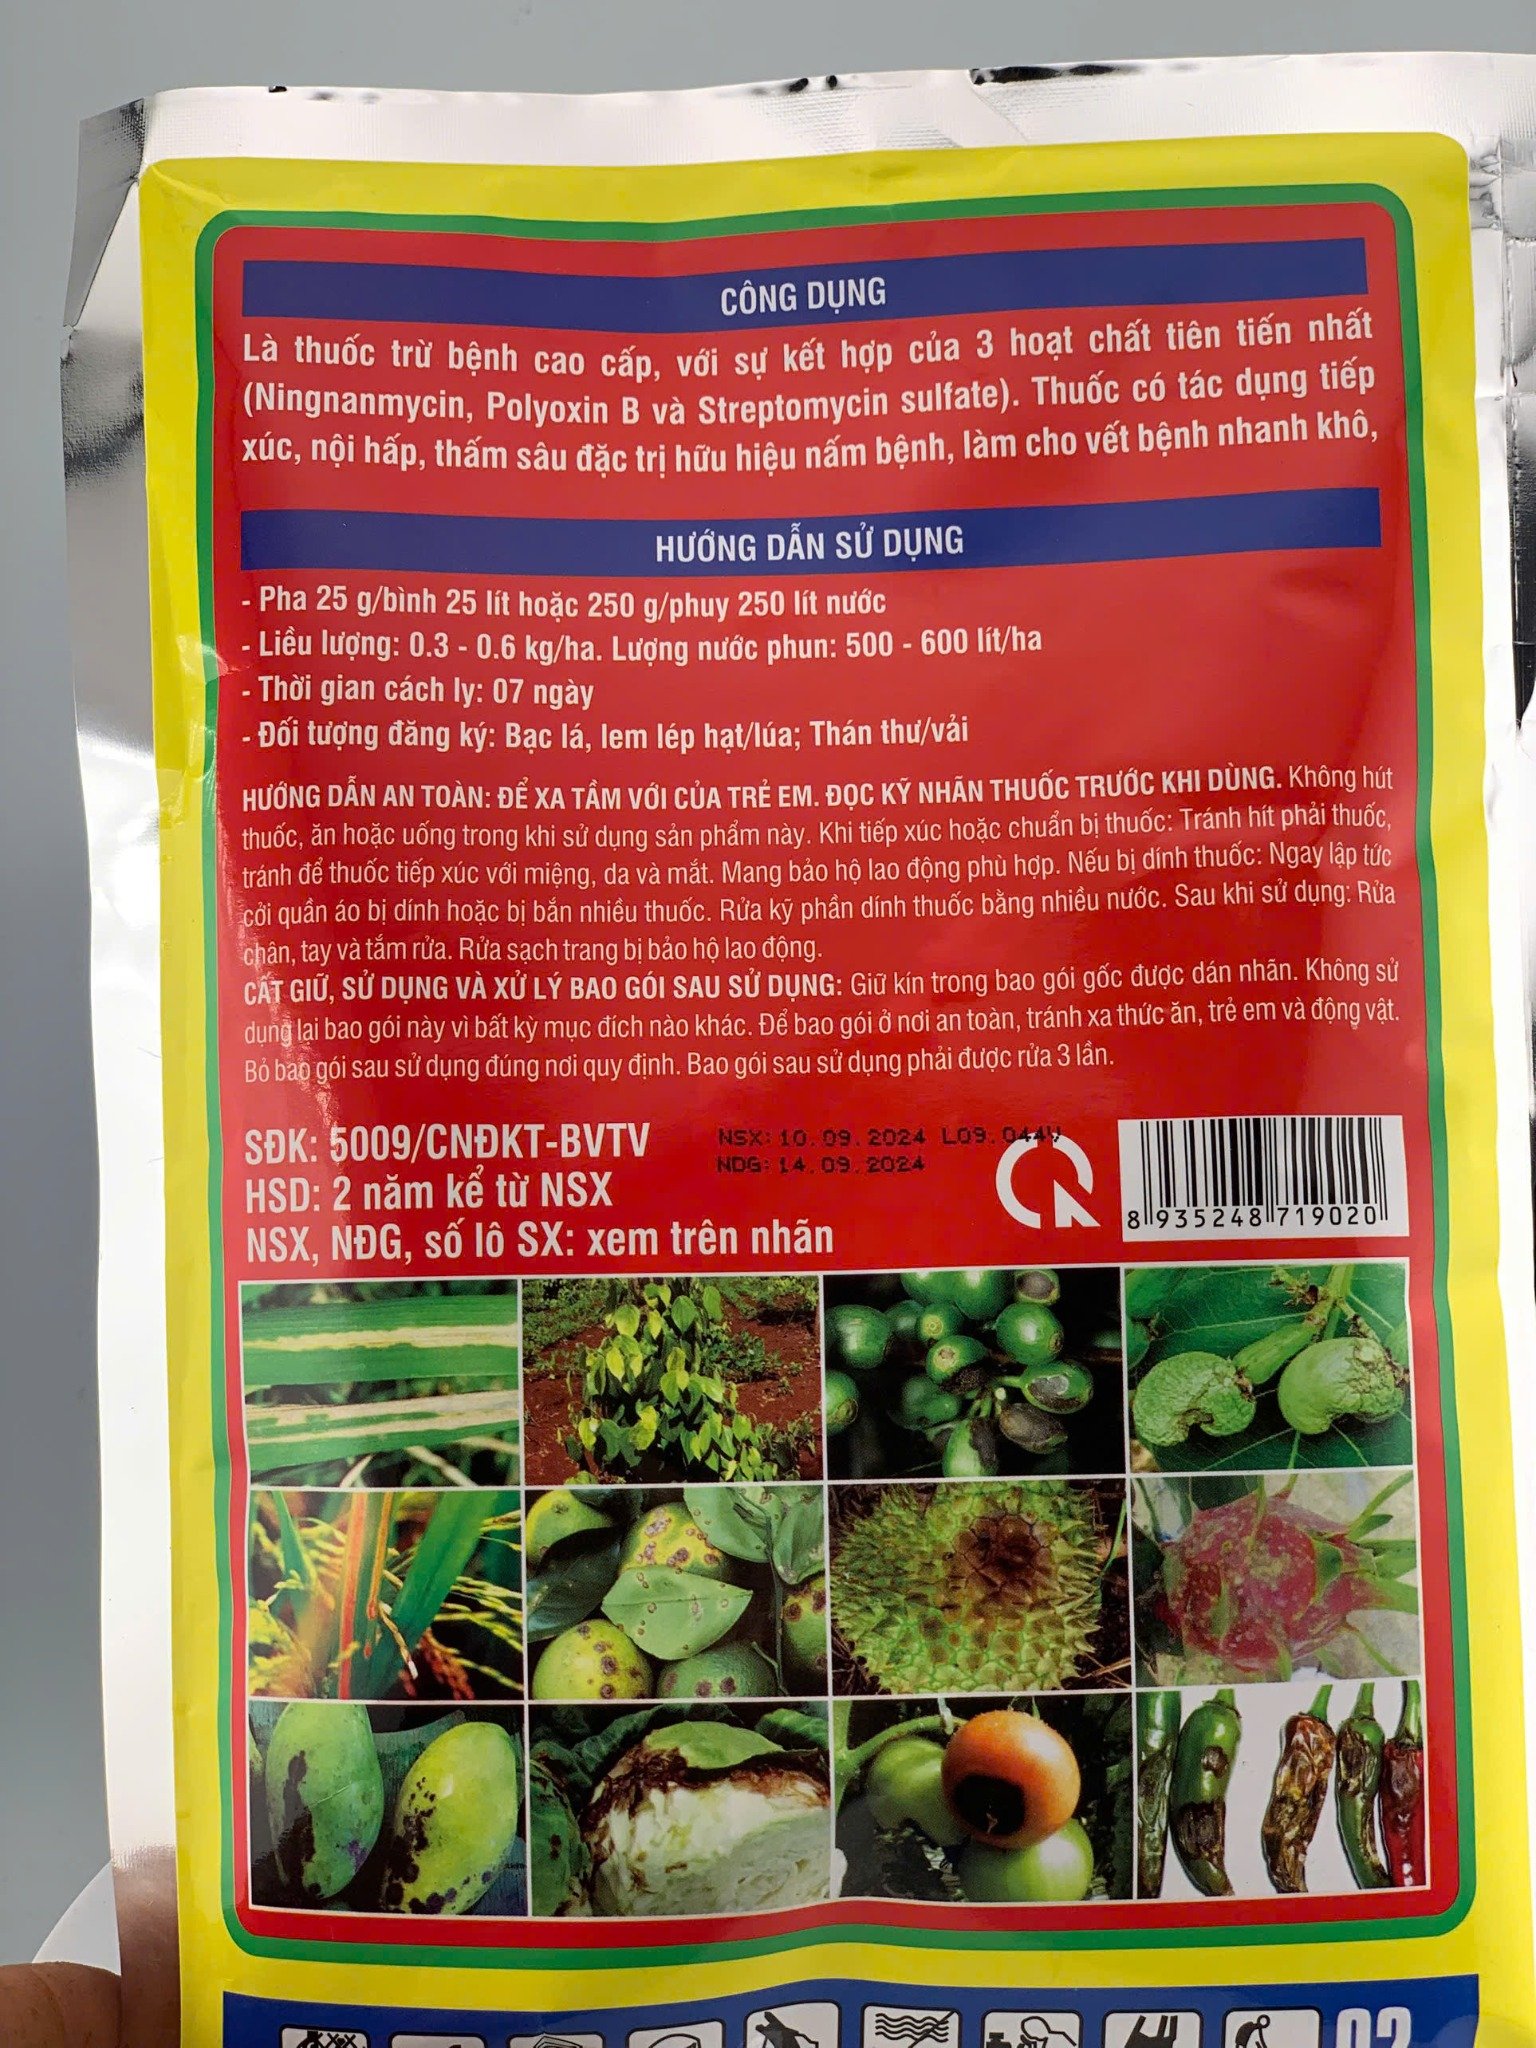 CÔNG DỤNG
Là thuốc trừ bệnh cao cấp, với sự kết hợp của 3 hoạt chất tiên tiến nhất
(Ningnanmycin, Polyoxin B và Streptomycin sulfate). Thuốc có tác dụng tiếp
xúc, nội hấp, thấm sâu đặc trị hữu hiệu nấm bệnh, làm cho vết bệnh nhanh khô,
HƯỚNG DẪN SỬ DỤNG
- Pha 25 g/bình 25 lít hoặc 250 g/phuy 250 lít nước
- Liều lượng: 0.3 - 0.6 kg/ha. Lượng nước phun: 500 - 600 lít/ha
- Thời gian cách ly: 07 ngày
- Đối tượng đăng ký: Bạc lá, lem lép hạt/lúa; Thán thư/vải
HƯỚNG DẪN AN TOÀN: ĐỂ XA TẦM VỚI CỦA TRẺ EM. ĐỌC KỸ NHÃN THUỐC TRƯỚC KHI DÙNG. Không hút
thuốc, ăn hoặc uống trong khi sử dụng sản phẩm này. Khi tiếp xúc hoặc chuẩn bị thuốc: Tránh hít phải thuốc,
tránh để thuốc tiếp xúc với miệng, da và mắt. Mang bảo hộ lao động phù hợp. Nếu bị dính thuốc: Ngay lập tức
cởi quần áo bị dính hoặc bị bắn nhiều thuốc. Rửa kỹ phần dính thuốc bằng nhiều nước. Sau khi sử dụng: Rửa
chân, tay và tắm rửa. Rửa sạch trang bị bảo hộ lao động.
CẤT GIỮ, SỬ DỤNG VÀ XỬ LÝ BAO GÓI SAU SỬ DỤNG: Giữ kín trong bao gói gốc được dán nhãn. Không sử
dụng lại bao gói này vì bất kỳ mục đích nào khác. Để bao gói ở nơi an toàn, tránh xa thức ăn, trẻ em và động vật.
Bỏ bao gói sau sử dụng đúng nơi quy định. Bao gói sau sử dụng phải được rửa 3 lần.
SĐK: 5009/CNĐKT-BVTV
NSX: 10.09.2024 L09.044V
NDG: 14.09.2024
HSD: 2 năm kể từ NSX
NSX, NĐG, số lô SX: xem trên nhãn
8 935248 719020